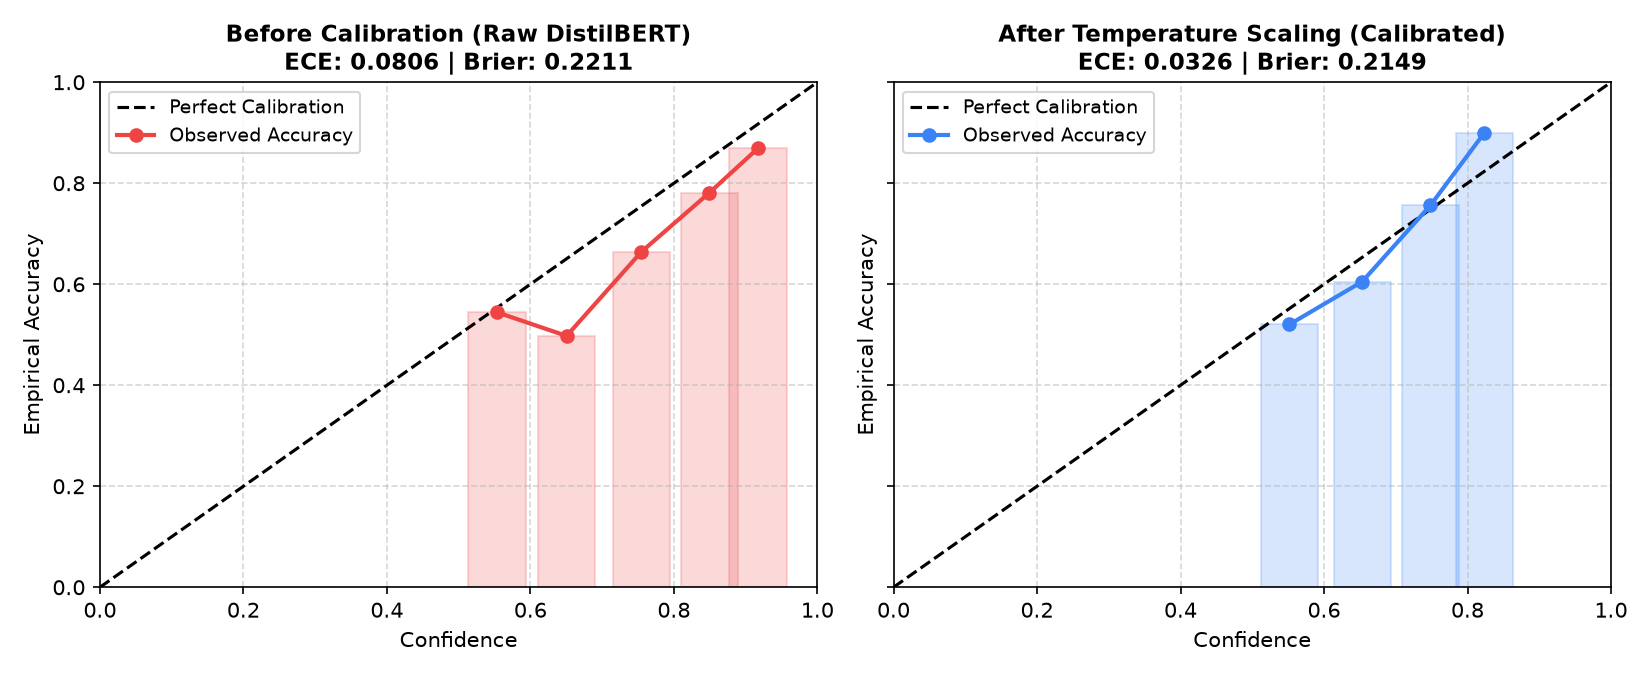 Before Calibration (Raw DistilBERT)
ECE: 0.0806 | Brier: 0.2211
Perfect Calibration
Observed Accuracy
Empirical Accuracy
1.0
0.8
0.6
0.4
0.2
0.0
0.0 0.2 0.4 0.6 0.8 1.0
Confidence
After Temperature Scaling (Calibrated)
ECE: 0.0326 | Brier: 0.2149
Perfect Calibration
Observed Accuracy
Empirical Accuracy
0.0 0.2 0.4 0.6 0.8 1.0
Confidence